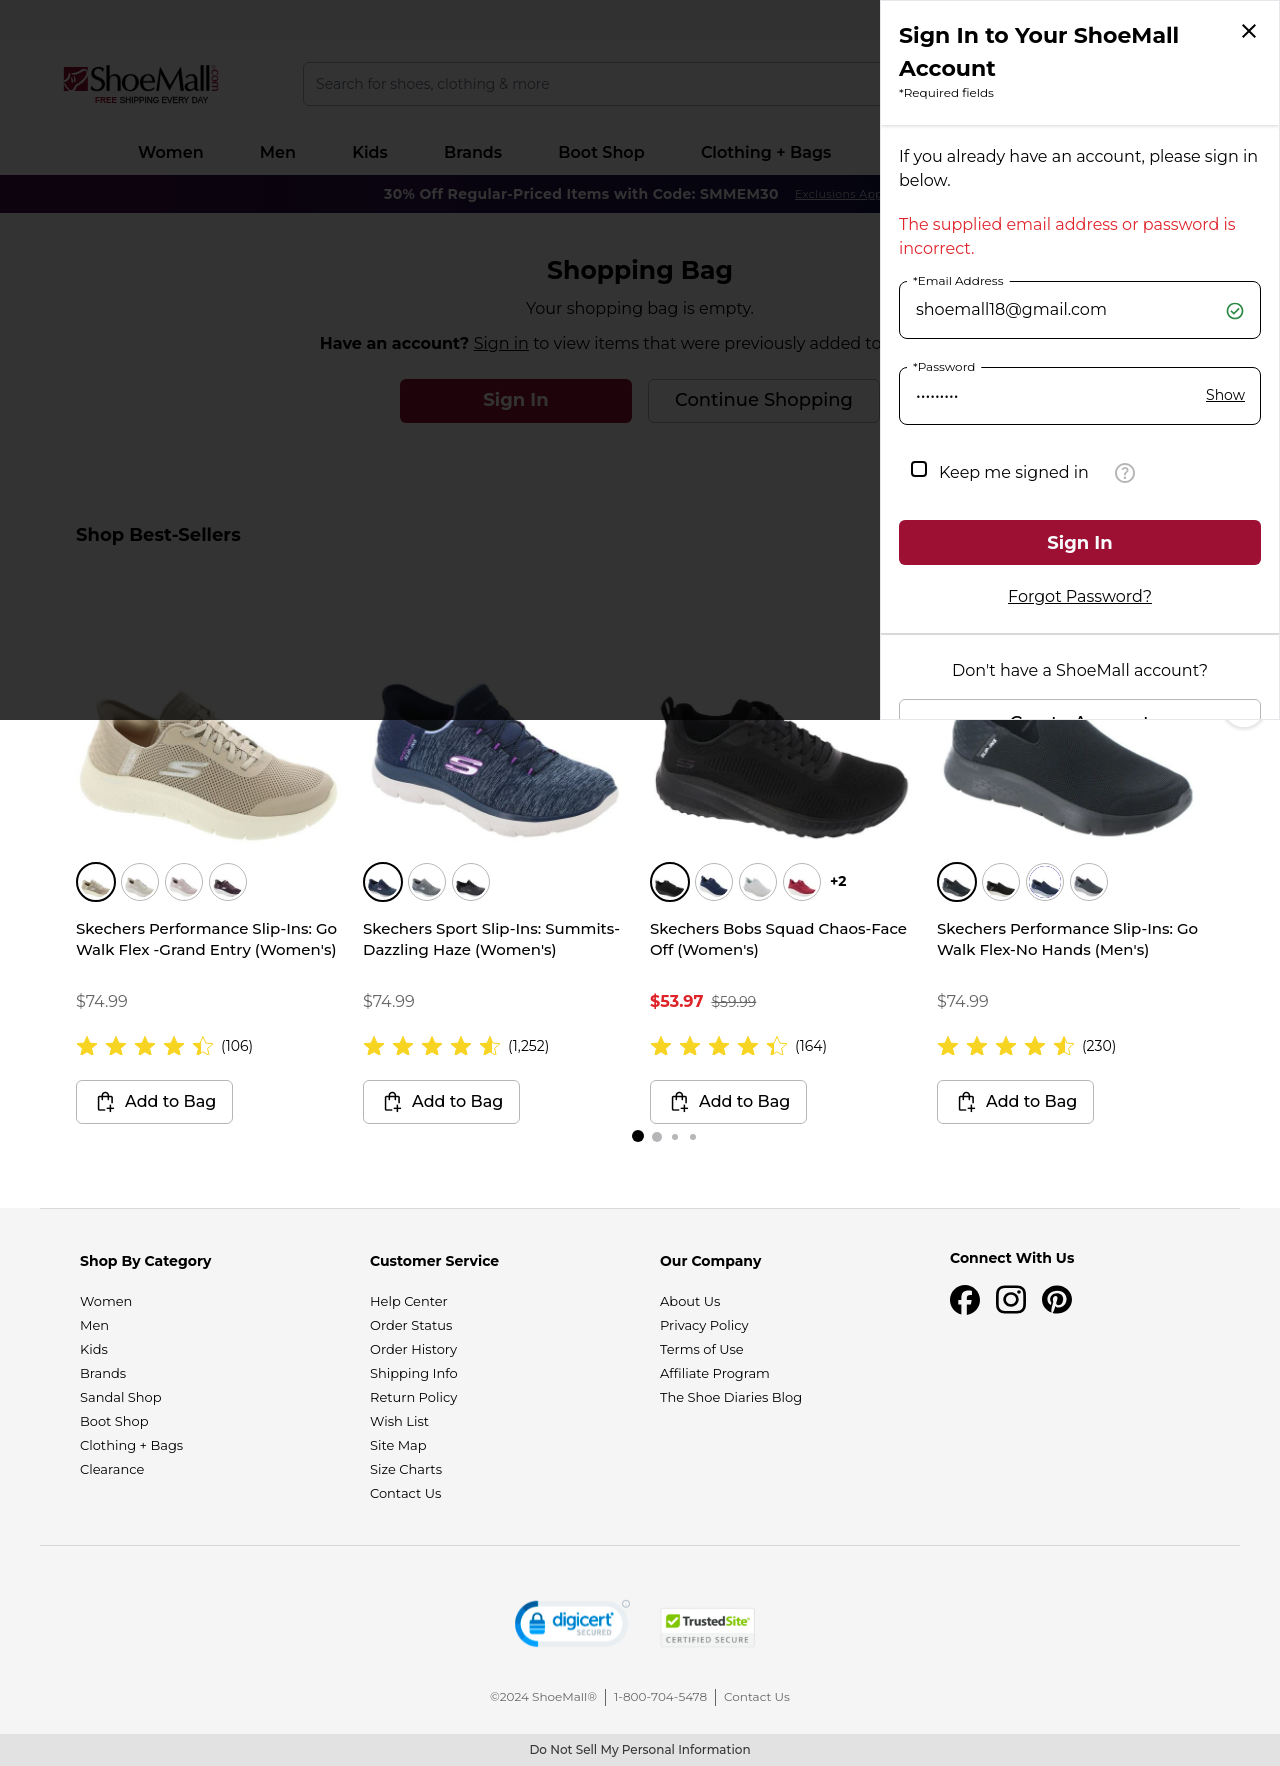 ShoeMall.com
FREE SHIPPING EVERY DAY
Search for shoes, clothing & more
Women
Men
Kids
Brands
Boot Shop
Clothing + Bags
30% Off Regular-Priced Items with Code: SMMEM30
Exclusions App
Shopping Bag
Your shopping bag is empty.
Have an account? Sign in to view items that were previously added to
Sign In
Continue Shopping
Shop Best-Sellers
Sign In to Your ShoeMall
Account
*Required fields
If you already have an account, please sign in
below.
The supplied email address or password is
incorrect.
*Email Address
shoemall18@gmail.com
*Password
•••••••••
Show
Keep me signed in
?
Sign In
Forgot Password?
Don't have a ShoeMall account?
Create Account
+2
Skechers Performance Slip-Ins: Go
Walk Flex -Grand Entry (Women's)
$74.99
(106)
Add to Bag
Skechers Sport Slip-Ins: Summits-
Dazzling Haze (Women's)
$74.99
(1,252)
Add to Bag
Skechers Bobs Squad Chaos-Face
Off (Women's)
$53.97 $59.99
(164)
Add to Bag
Skechers Performance Slip-Ins: Go
Walk Flex-No Hands (Men's)
$74.99
(230)
Add to Bag
Shop By Category
Women
Men
Kids
Brands
Sandal Shop
Boot Shop
Clothing + Bags
Clearance
Customer Service
Help Center
Order Status
Order History
Shipping Info
Return Policy
Wish List
Site Map
Size Charts
Contact Us
Our Company
About Us
Privacy Policy
Terms of Use
Affiliate Program
The Shoe Diaries Blog
Connect With Us
digicert
SECURED
TrustedSite
CERTIFIED SECURE
©2024 ShoeMall® | 1-800-704-5478 | Contact Us
Do Not Sell My Personal Information